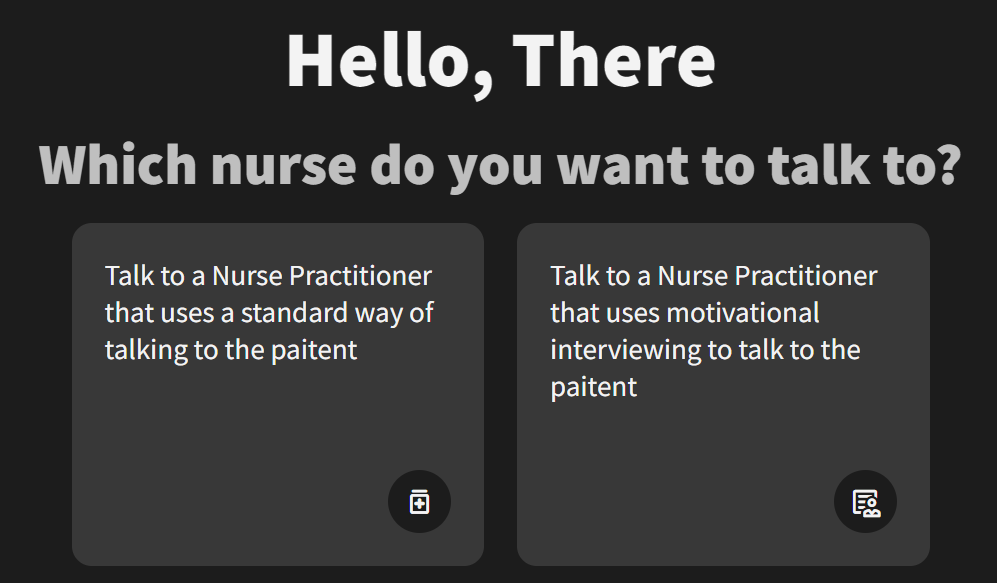 Hello, There
Which nurse do you want to talk to?
Talk to a Nurse Practitioner
that uses a standard way of
talking to the paitent
Talk to a Nurse Practitioner
that uses motivational
interviewing to talk to the
paitent